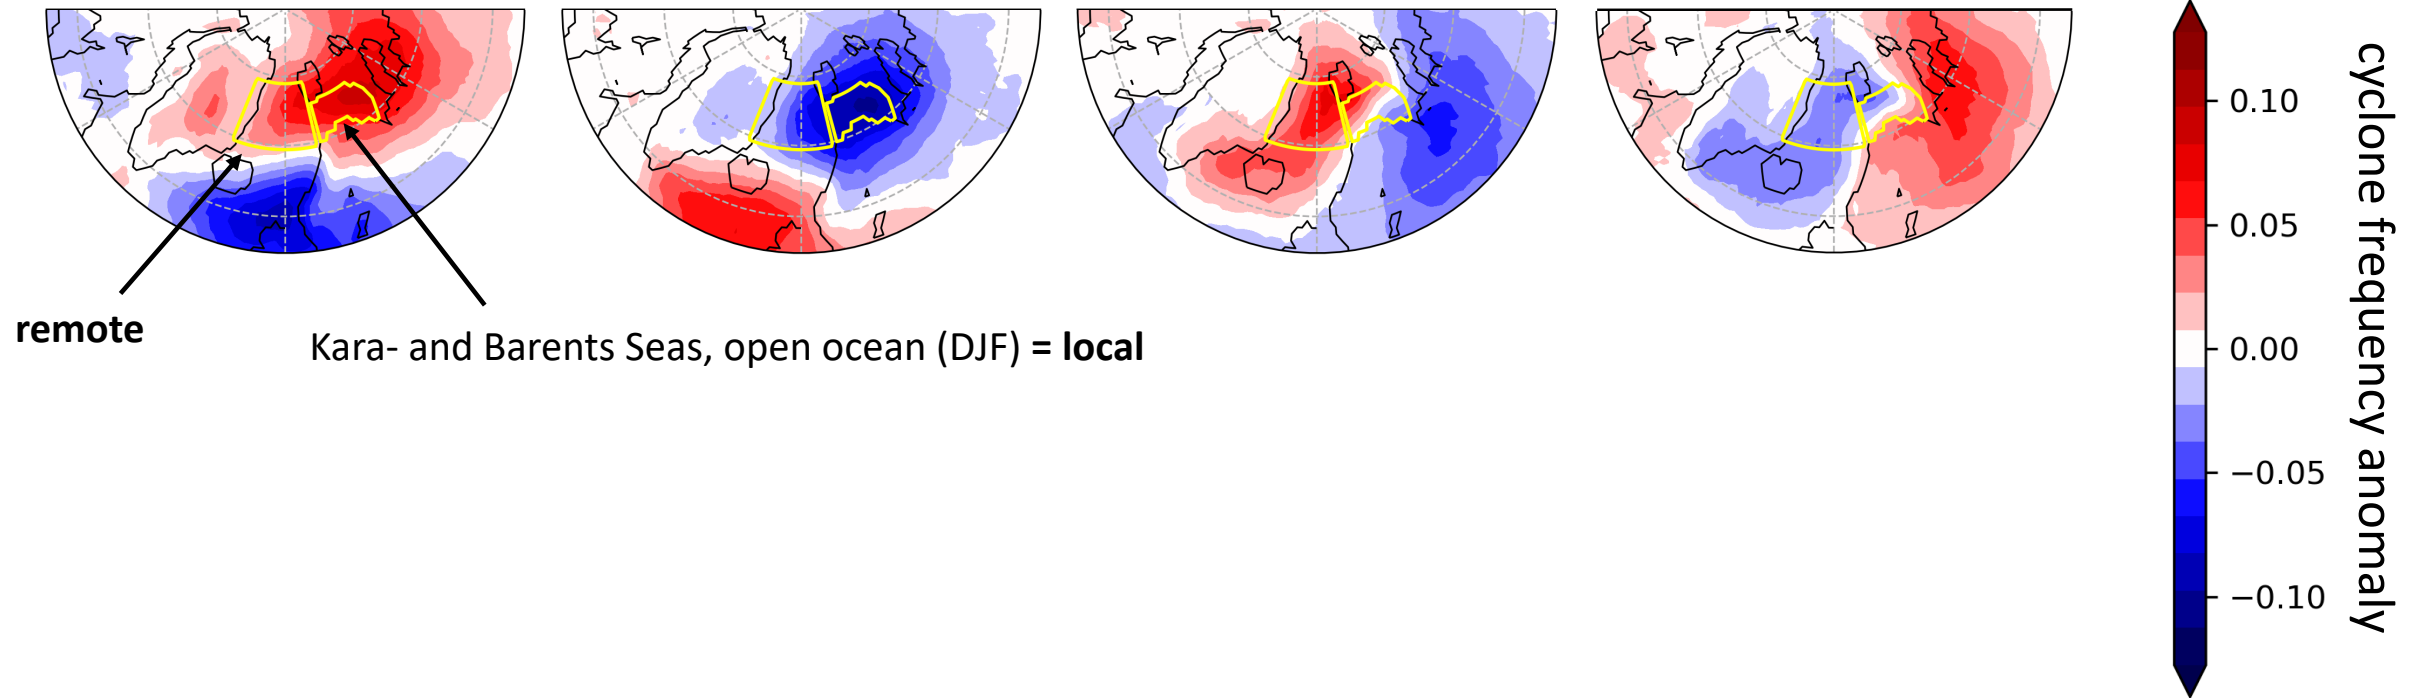 remote
Kara- and Barents Seas, open ocean (DJF) = local
0.10
0.05
0.00
−0.05
−0.10
cyclone frequency anomaly